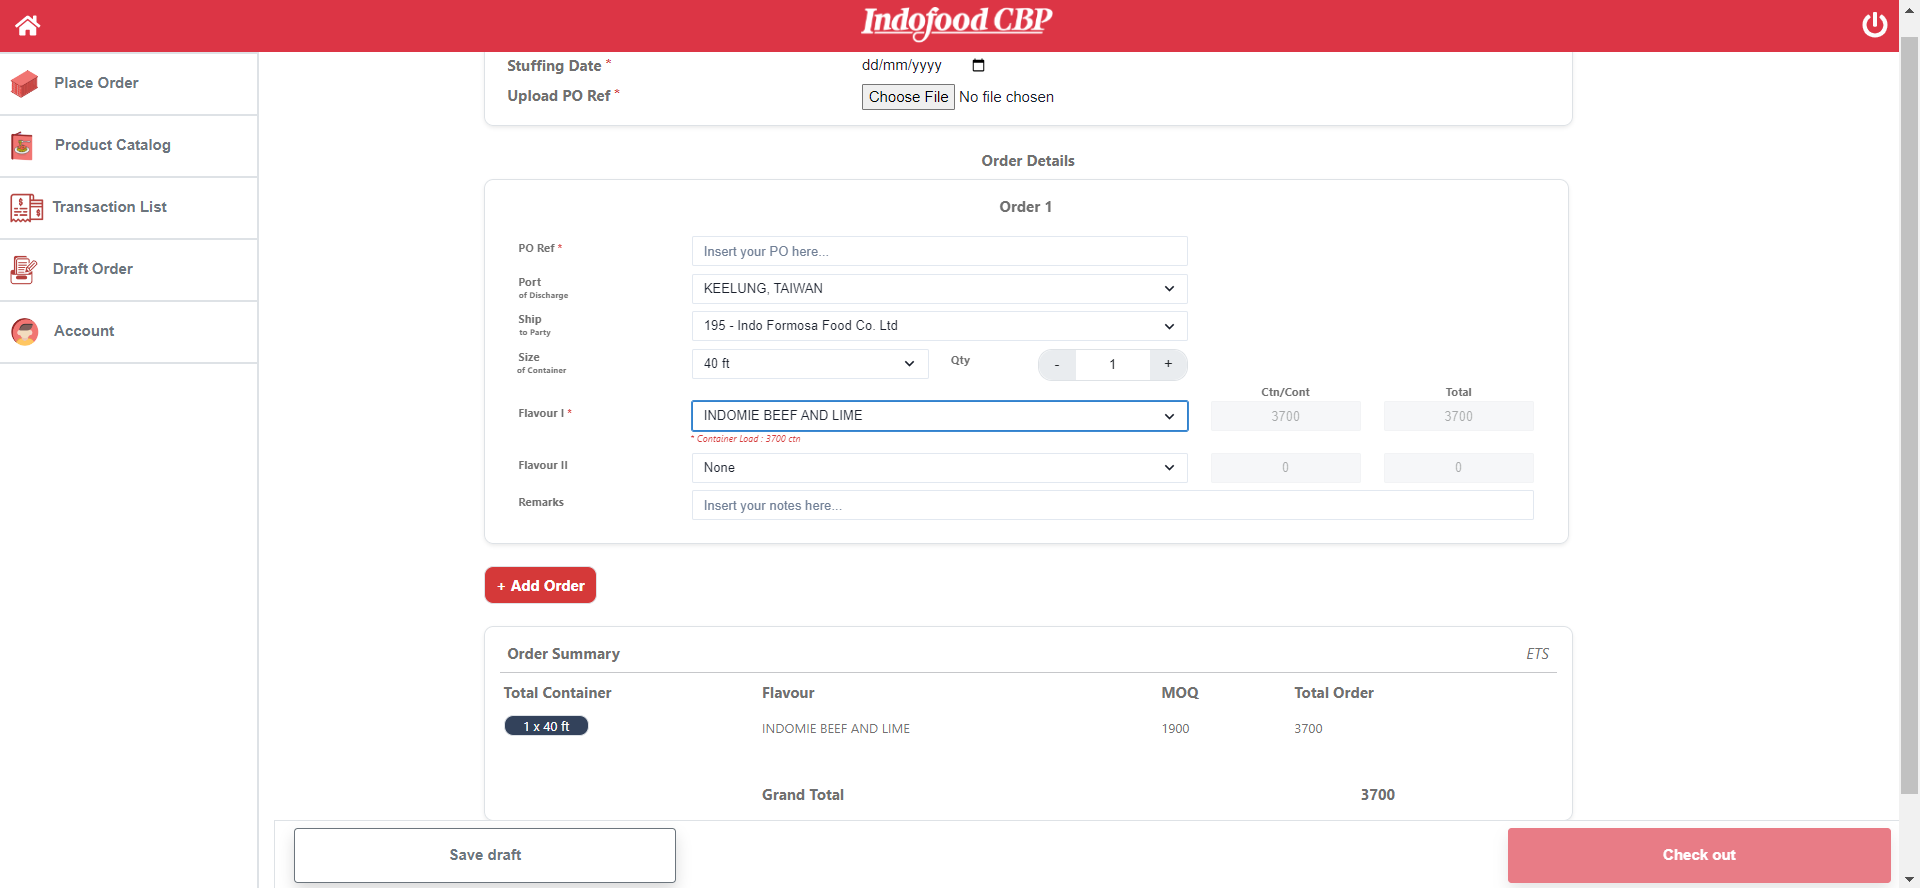 Indofood CBP
Place Order
Product Catalog
Transaction List
Draft Order
Account
Stuffing Date *
dd/mm/yyyy
Upload PO Ref *
Choose File No file chosen
Order Details
Order 1
PO Ref *
Insert your PO here...
Port
of Discharge
KEELUNG, TAIWAN
Ship
to Party
195 - Indo Formosa Food Co. Ltd
Size
of Container
40 ft
Qty
- 1 +
Ctn/Cont Total
Flavour I *
INDOMIE BEEF AND LIME
3700 3700
* Container Load : 3700 ctn
Flavour II
None
0 0
Remarks
Insert your notes here...
+ Add Order
Order Summary ETS
Total Container Flavour MOQ Total Order
1 x 40 ft INDOMIE BEEF AND LIME 1900 3700
Grand Total 3700
Save draft
Check out